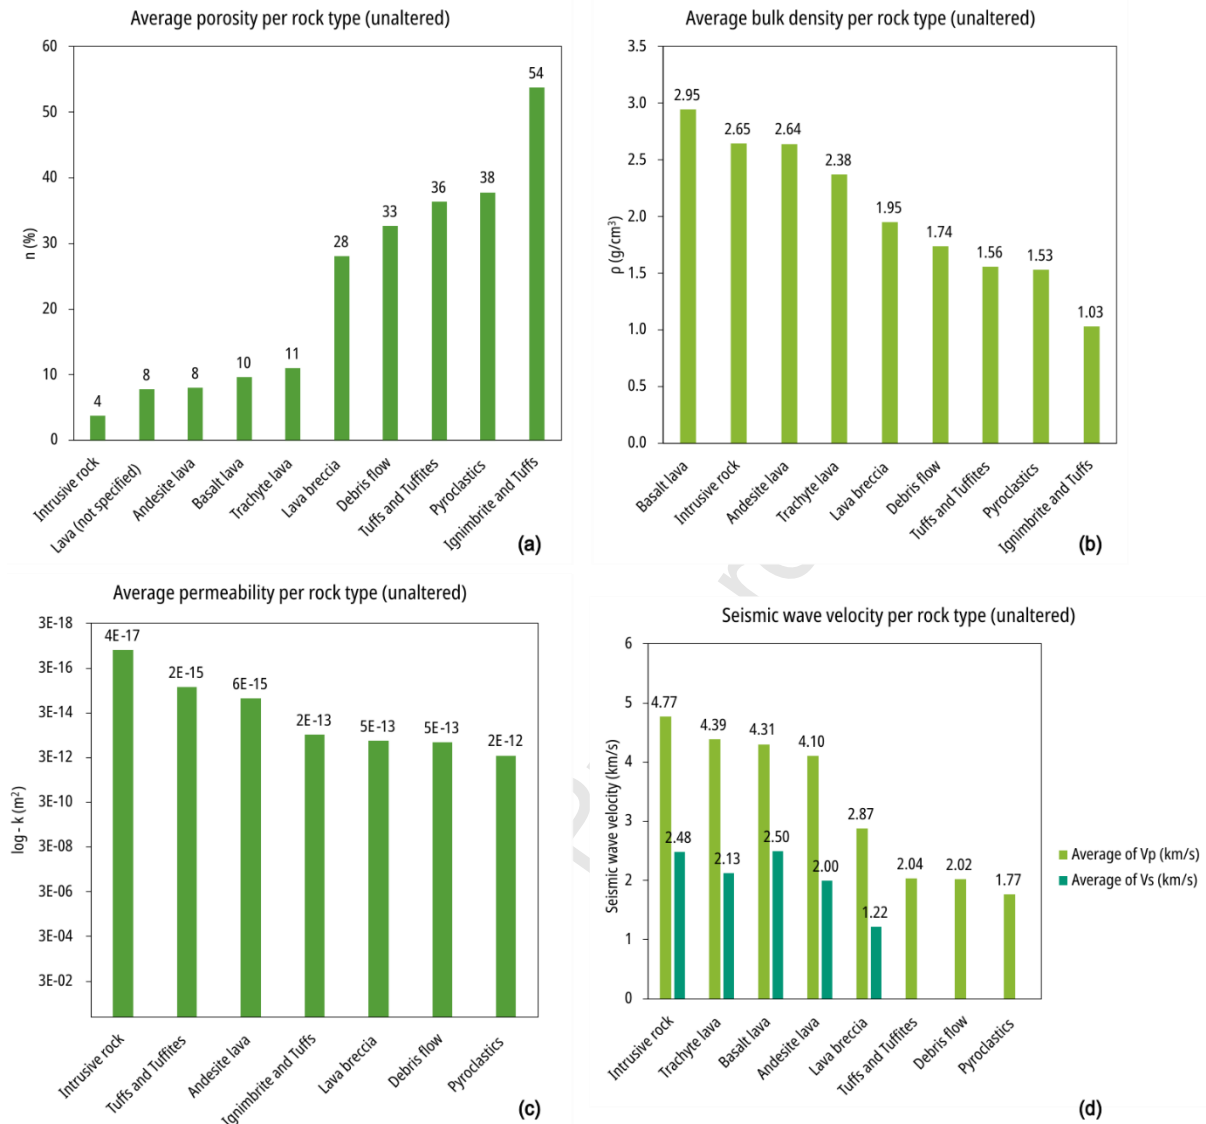 Average porosity per rock type (unaltered)
n (%)
60
50
40
30
20
10
0
4
8
8
10
11
28
33
36
38
54
Intrusive rock
Lava (not specified)
Andesite lava
Basalt lava
Trachyte lava
Lava breccia
Debris flow
Tuffs and Tuffites
Pyroclastics
Ignimbrite and Tuffs
(a)
Average bulk density per rock type (unaltered)
ρ (g/cm³)
3.5
3.0
2.5
2.0
1.5
1.0
0.5
0.0
2.95
2.65
2.64
2.38
1.95
1.74
1.56
1.53
1.03
Basalt lava
Intrusive rock
Andesite lava
Trachyte lava
Lava breccia
Debris flow
Tuffs and Tuffites
Pyroclastics
Ignimbrite and Tuffs
(b)
Average permeability per rock type (unaltered)
log - k (m²)
3E-18
3E-16
3E-14
3E-12
3E-10
3E-08
3E-06
3E-04
3E-02
4E-17
2E-15
6E-15
2E-13
5E-13
5E-13
2E-12
Intrusive rock
Tuffs and Tuffites
Andesite lava
Ignimbrite and Tuffs
Lava breccia
Debris flow
Pyroclastics
(c)
Seismic wave velocity per rock type (unaltered)
Seismic wave velocity (km/s)
6
5
4
3
2
1
0
4.77
2.48
4.39
2.13
4.31
2.50
4.10
2.00
2.87
1.22
2.04
2.02
1.77
Intrusive rock
Trachyte lava
Basalt lava
Andesite lava
Lava breccia
Tuffs and Tuffites
Debris flow
Pyroclastics
Average of Vp (km/s)
Average of Vs (km/s)
(d)